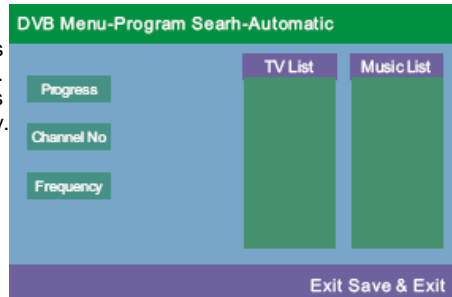 DVB Menu-Program Searh-Automatic
TV List
Music List
Progress
Channel No
Frequency
Exit Save & Exit